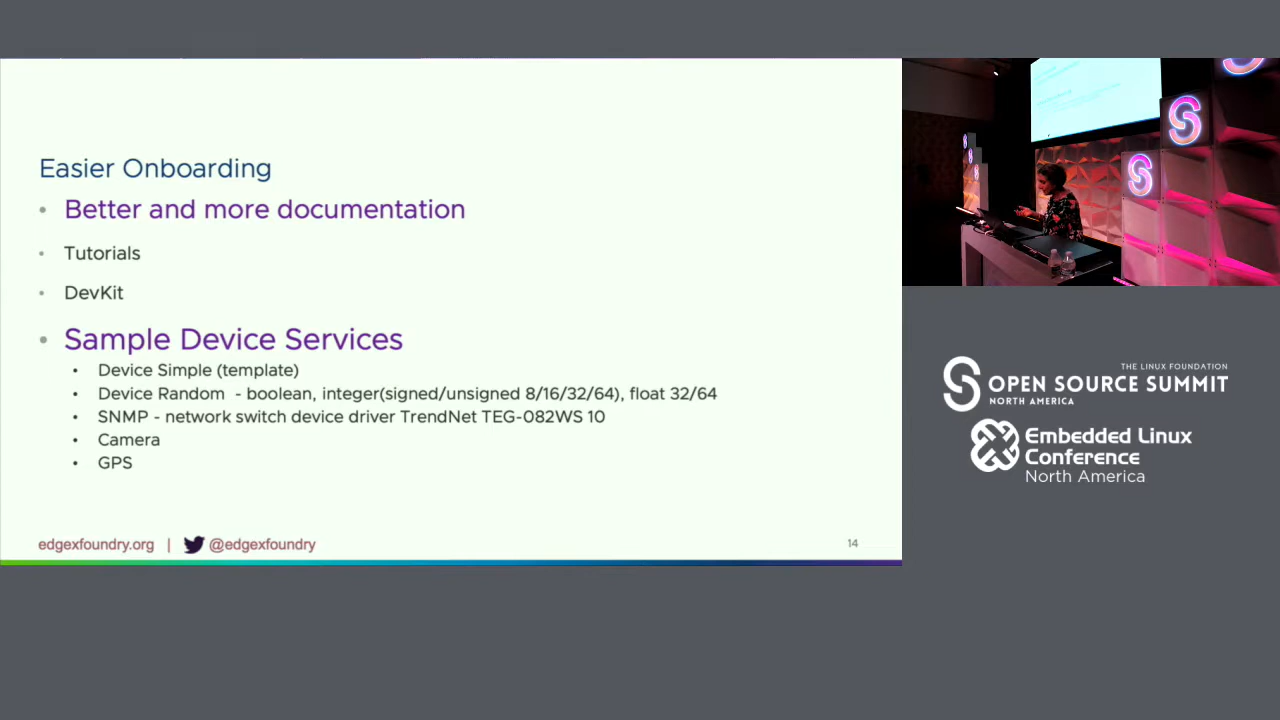 Easier Onboarding
• Better and more documentation
• Tutorials
• DevKit
• Sample Device Services
• Device Simple (template)
• Device Random - boolean, integer(signed/unsigned 8/16/32/64), float 32/64
• SNMP - network switch device driver TrendNet TEG-082WS 10
• Camera
• GPS
edgexfoundry.org | @edgexfoundry
14
THE LINUX FOUNDATION
OPEN SOURCE SUMMIT
NORTH AMERICA
Embedded Linux
Conference
North America